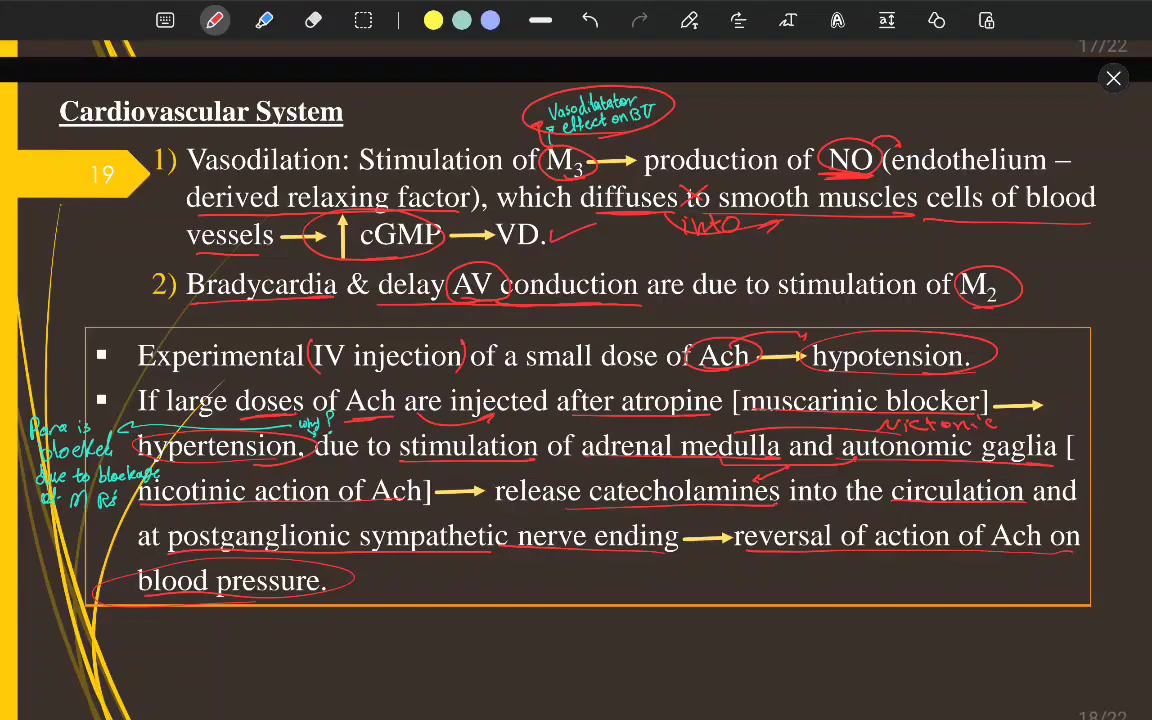 17/22
Cardiovascular System
Vasodilatator
effect on BV
19
1) Vasodilation: Stimulation of M3 → production of NO (endothelium –
derived relaxing factor), which diffuses to smooth muscles cells of blood
into
vessels → ↑ cGMP → VD.
2) Bradycardia & delay AV conduction are due to stimulation of M2
▪ Experimental (IV injection) of a small dose of Ach → hypotension.
▪ If large doses of Ach are injected after atropine [muscarinic blocker] →
Para is
blocked
due to blockage
of M Rs
why?
Nictonic
hypertension, due to stimulation of adrenal medulla and autonomic gaglia [
nicotinic action of Ach] → release catecholamines into the circulation and
at postganglionic sympathetic nerve ending → reversal of action of Ach on
blood pressure.
18/22